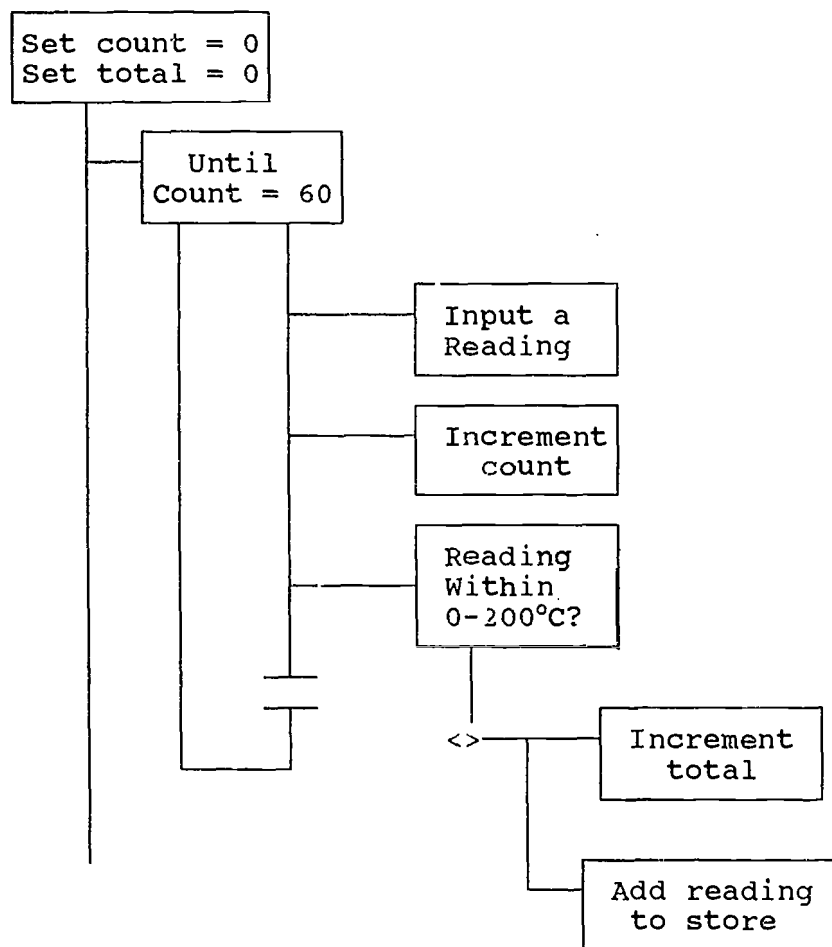 Set count = 0
Set total = 0
Until
Count = 60
Input a
Reading
Increment
count
Reading
Within
0-200°C?
<>
Increment
total
Add reading
to store